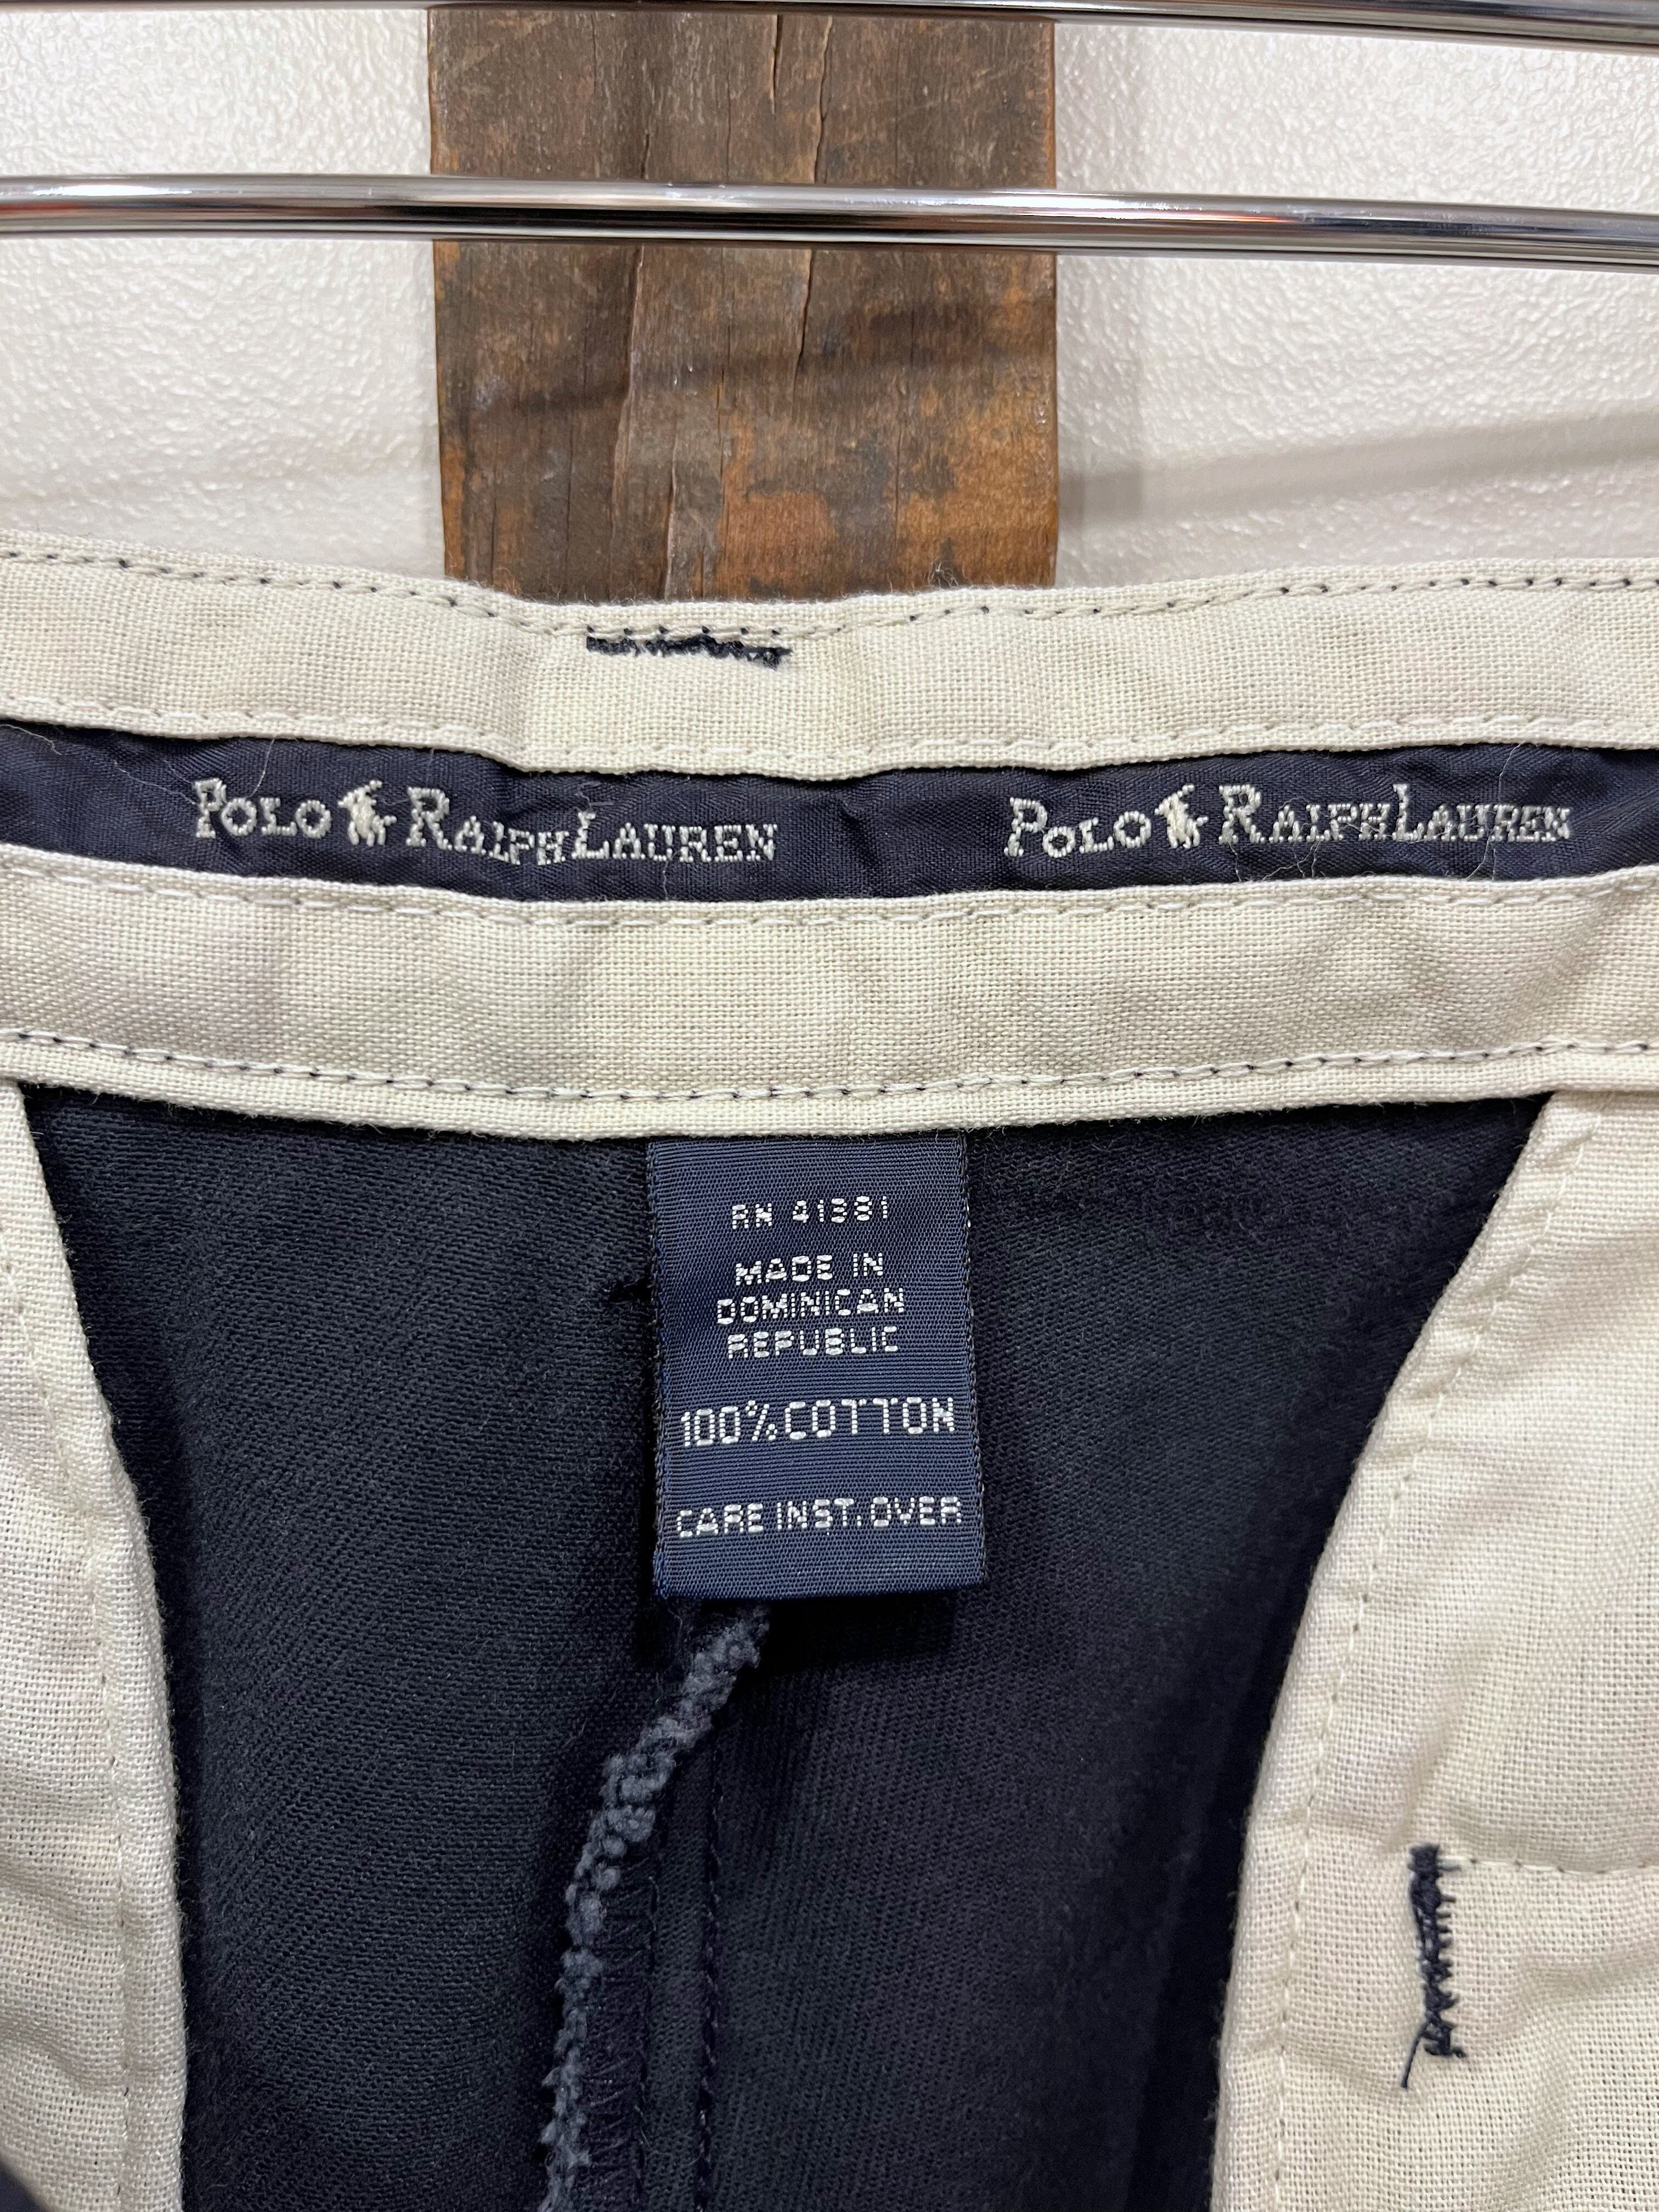 POLO RALPH LAUREN POLO RALPH LAUREN
RN 41381
MADE IN
DOMINICAN
REPUBLIC
100% COTTON
CARE INST. OVER